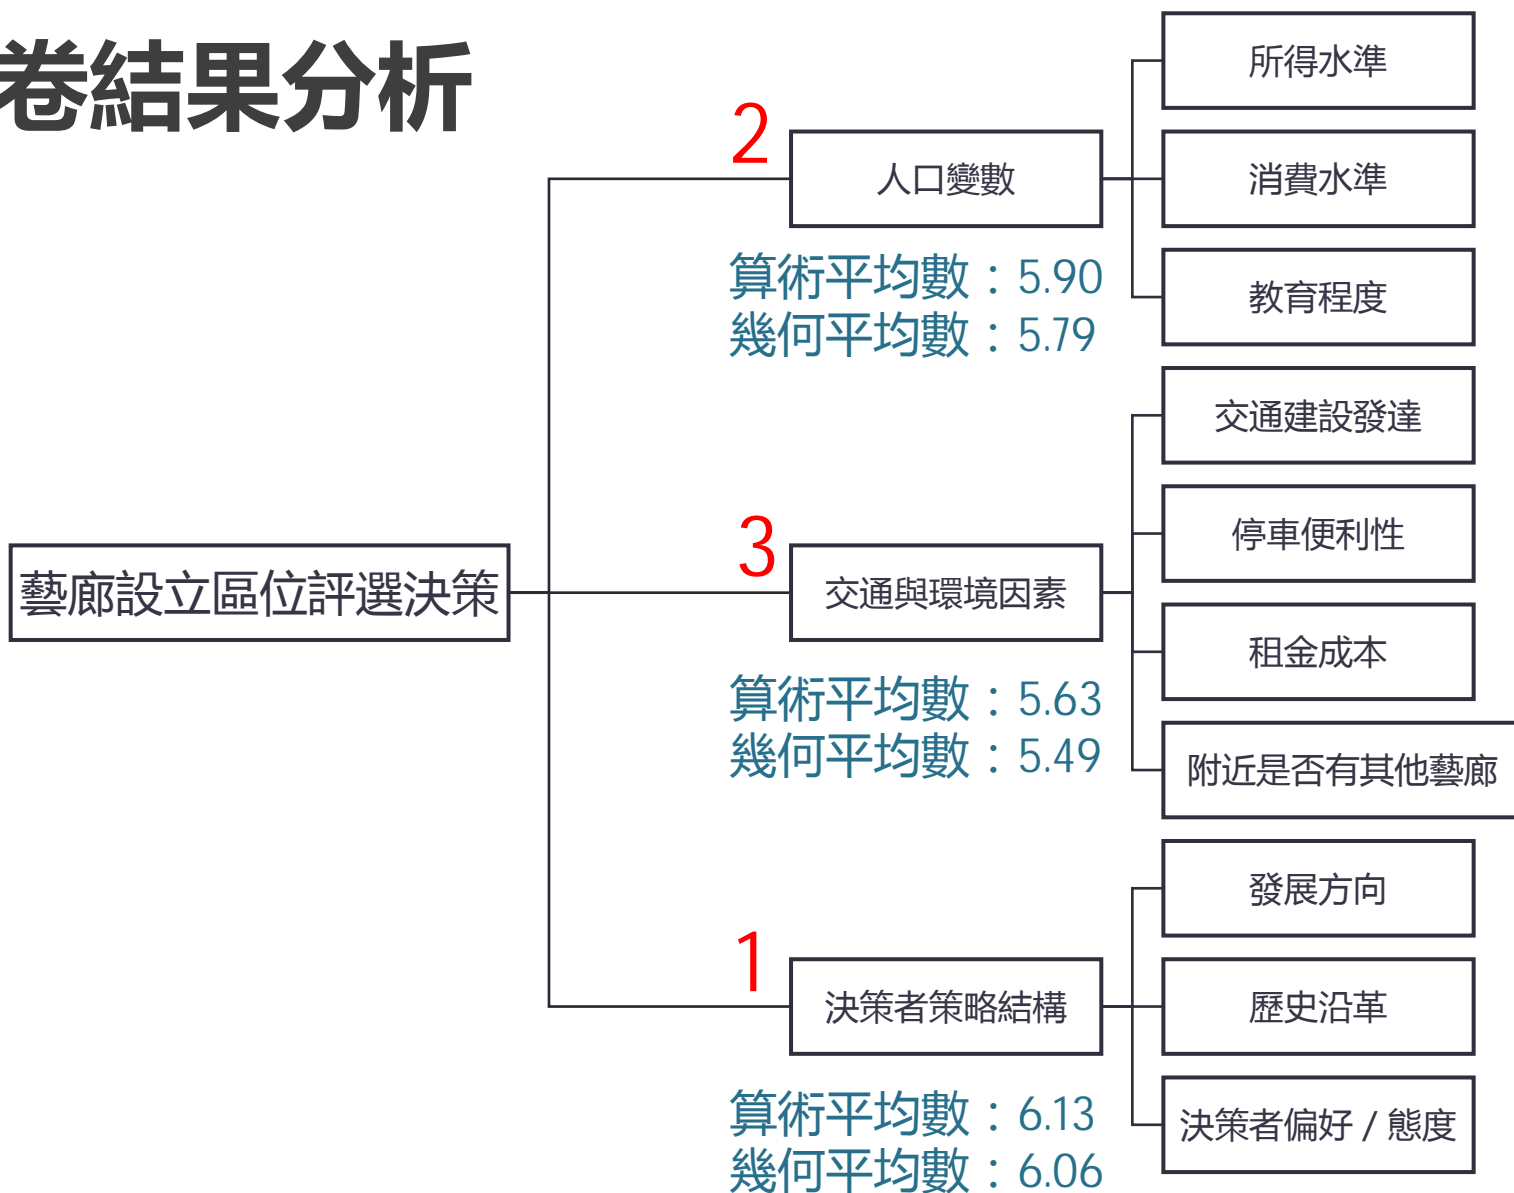 卷結果分析
藝廊設立區位評選決策
2
人口變數
算術平均數：5.90
幾何平均數：5.79
所得水準
消費水準
教育程度
3
交通與環境因素
算術平均數：5.63
幾何平均數：5.49
交通建設發達
停車便利性
租金成本
附近是否有其他藝廊
1
決策者策略結構
算術平均數：6.13
幾何平均數：6.06
發展方向
歷史沿革
決策者偏好 / 態度